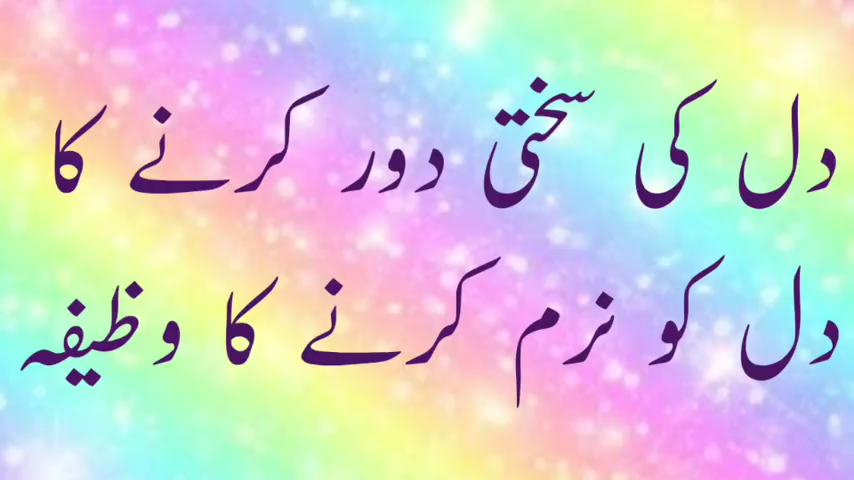 دل کی سختی دور کرنے کا
دل کو نرم کرنے کا وظیفہ